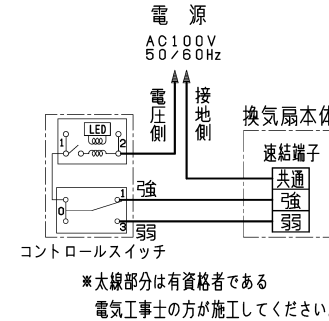 電源
AC100V
50/60Hz
電圧側
接地側
換気扇本体
速結端子
共通
強
弱
LED
1
2
0
1
3
強
弱
コントロールスイッチ
※太線部分は有資格者である
電気工事士の方が施工してください。